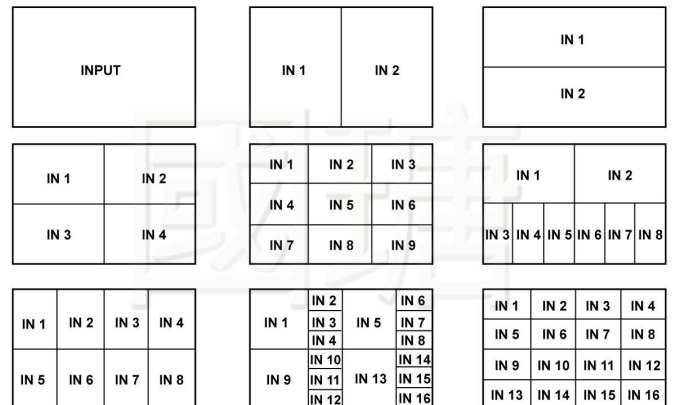 INPUT
IN 1 IN 2
IN 1
IN 2
IN 1 IN 2
IN 3 IN 4
IN 1 IN 2 IN 3
IN 4 IN 5 IN 6
IN 7 IN 8 IN 9
IN 1 IN 2
IN 3 IN 4 IN 5 IN 6 IN 7 IN 8
IN 1 IN 2 IN 3 IN 4
IN 5 IN 6 IN 7 IN 8
IN 1 IN 2 IN 5 IN 6
IN 3 IN 7
IN 4 IN 8
IN 9 IN 10 IN 13 IN 14
IN 11 IN 15
IN 12 IN 16
IN 1 IN 2 IN 3 IN 4
IN 5 IN 6 IN 7 IN 8
IN 9 IN 10 IN 11 IN 12
IN 13 IN 14 IN 15 IN 16
國瑭